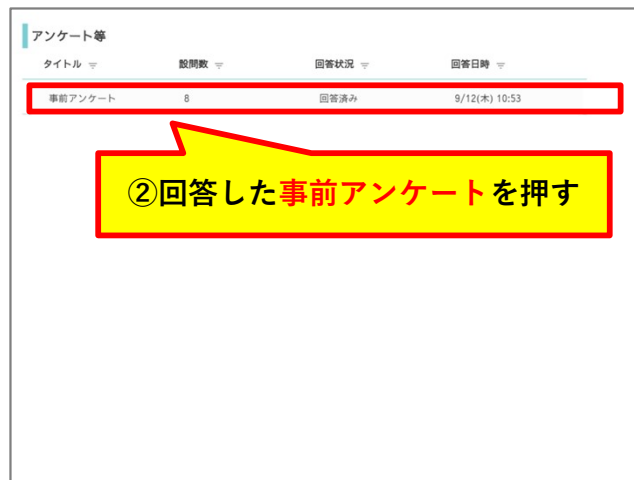 アンケート等
タイトル 設問数 回答状況 回答日時
事前アンケート 8 回答済み 9/12(木) 10:53
②回答した事前アンケートを押す